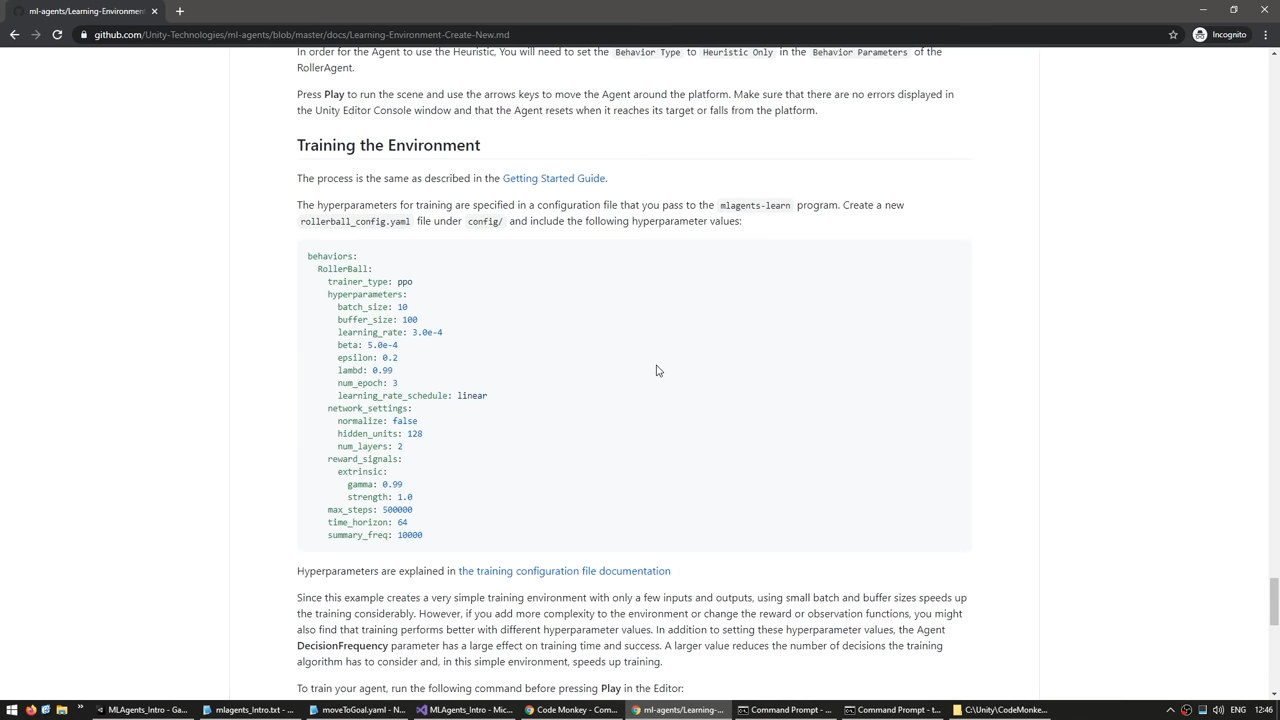 ml-agents/Learning-Environmen
github.com/Unity-Technologies/ml-agents/blob/master/docs/Learning-Environment-Create-New.md
Incognito
In order for the Agent to use the Heuristic, You will need to set the Behavior Type to Heuristic Only in the Behavior Parameters of the
RollerAgent.
Press Play to run the scene and use the arrows keys to move the Agent around the platform. Make sure that there are no errors displayed in
the Unity Editor Console window and that the Agent resets when it reaches its target or falls from the platform.
Training the Environment
The process is the same as described in the Getting Started Guide.
The hyperparameters for training are specified in a configuration file that you pass to the mlagents-learn program. Create a new
rollerball_config.yaml file under config/ and include the following hyperparameter values:
behaviors:
RollerBall:
trainer_type: ppo
hyperparameters:
batch_size: 10
buffer_size: 100
learning_rate: 3.0e-4
beta: 5.0e-4
epsilon: 0.2
lambd: 0.99
num_epoch: 3
learning_rate_schedule: linear
network_settings:
normalize: false
hidden_units: 128
num_layers: 2
reward_signals:
extrinsic:
gamma: 0.99
strength: 1.0
max_steps: 500000
time_horizon: 64
summary_freq: 10000
Hyperparameters are explained in the training configuration file documentation
Since this example creates a very simple training environment with only a few inputs and outputs, using small batch and buffer sizes speeds up
the training considerably. However, if you add more complexity to the environment or change the reward or observation functions, you might
also find that training performs better with different hyperparameter values. In addition to setting these hyperparameter values, the Agent
DecisionFrequency parameter has a large effect on training time and success. A larger value reduces the number of decisions the training
algorithm has to consider and, in this simple environment, speeds up training.
To train your agent, run the following command before pressing Play in the Editor:
MLAgents_Intro - Ga... mlagents_Intro.txt - ... moveToGoal.yaml - N... MLAgents_Intro - Mic... Code Monkey - Com... ml-agents/Learning-... Command Prompt - ... Command Prompt - t... C:\Unity\CodeMonke... ENG 12:46